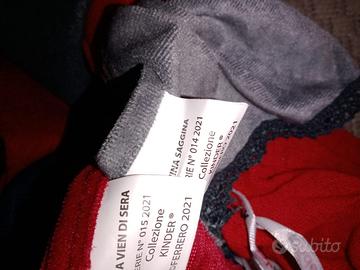 INA SAGGINA
RIE N° 014 2021
Collezione
KINDER ®
2021
A VIEN DI SERA
ERIE N° 015 2021
Collezione
KINDER ®
©FERRERO 2021
subito